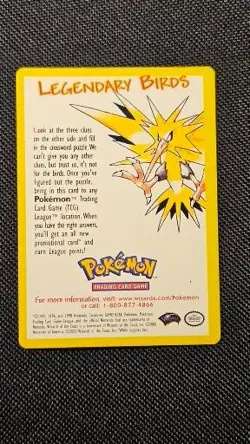 LEGENDARY BIRDS
Look at the three clues
on the other side and fill
in the crossword puzzle. We
can't give you any other
clues, but trust us, it's not
for the birds. Once you've
figured out the puzzle,
bring in this card to any
Pokémon™ Trading
Card Game (TCG)
League™ location. When
you have the right answers,
you'll get an all new
promotional card* and
earn League points!
POKéMON
TRADING CARD GAME
For more information, visit: www.wizards.com/Pokemon
or call: 1-800-877-4866